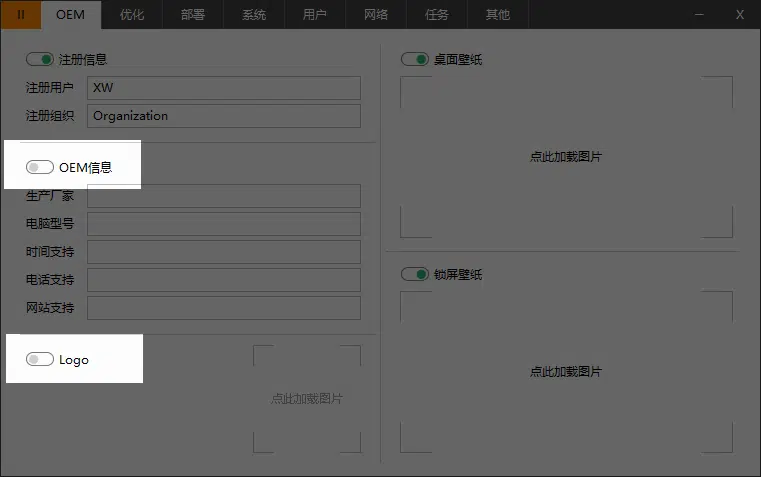 II OEM 优化 部署 系统 用户 网络 任务 其他 — X
注册信息
注册用户 XW
注册组织 Organization
OEM信息
生产厂家
电脑型号
时间支持
电话支持
网站支持
Logo
点此加载图片
桌面壁纸
点此加载图片
锁屏壁纸
点此加载图片